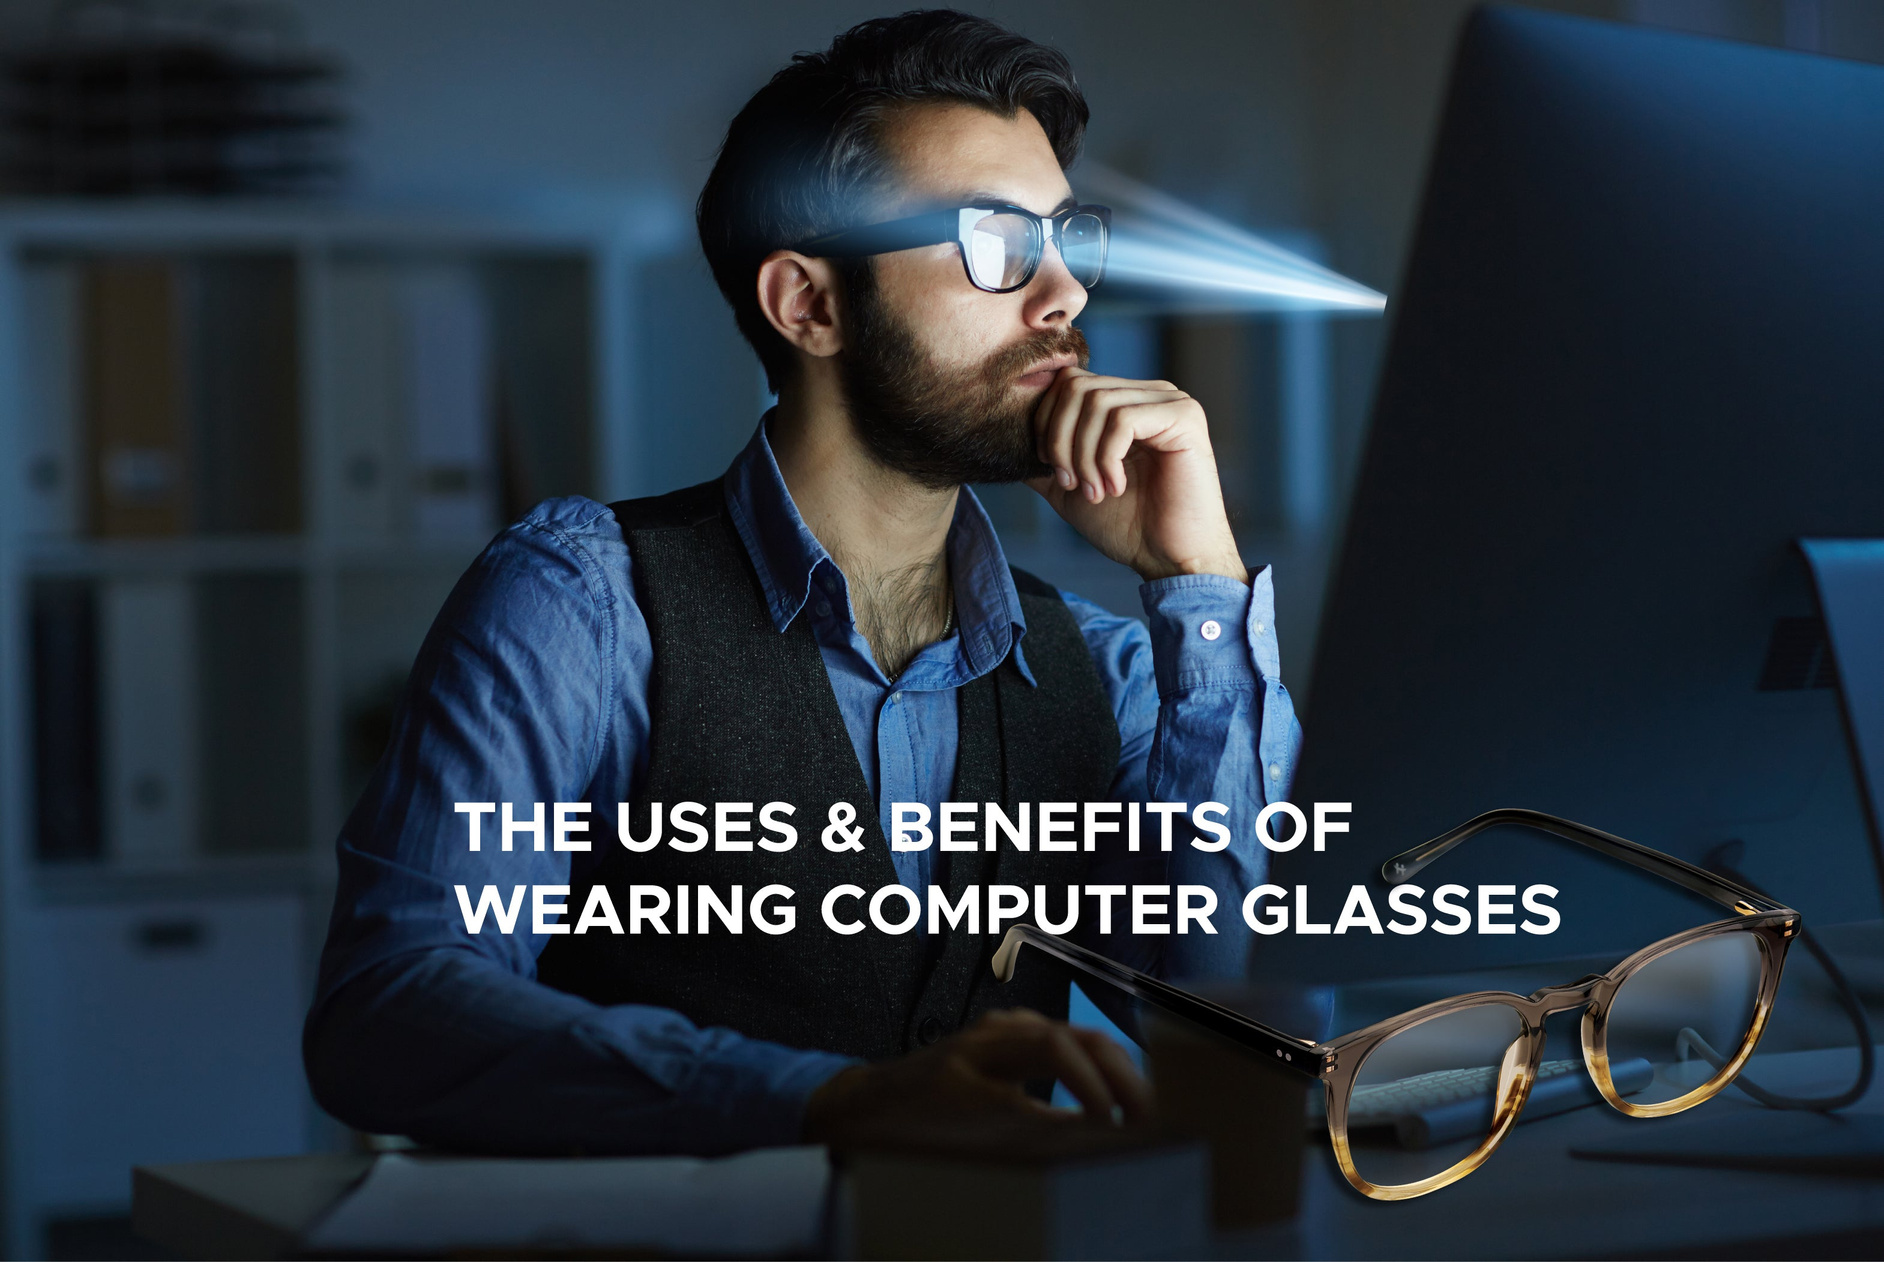 THE USES & BENEFITS OF
WEARING COMPUTER GLASSES